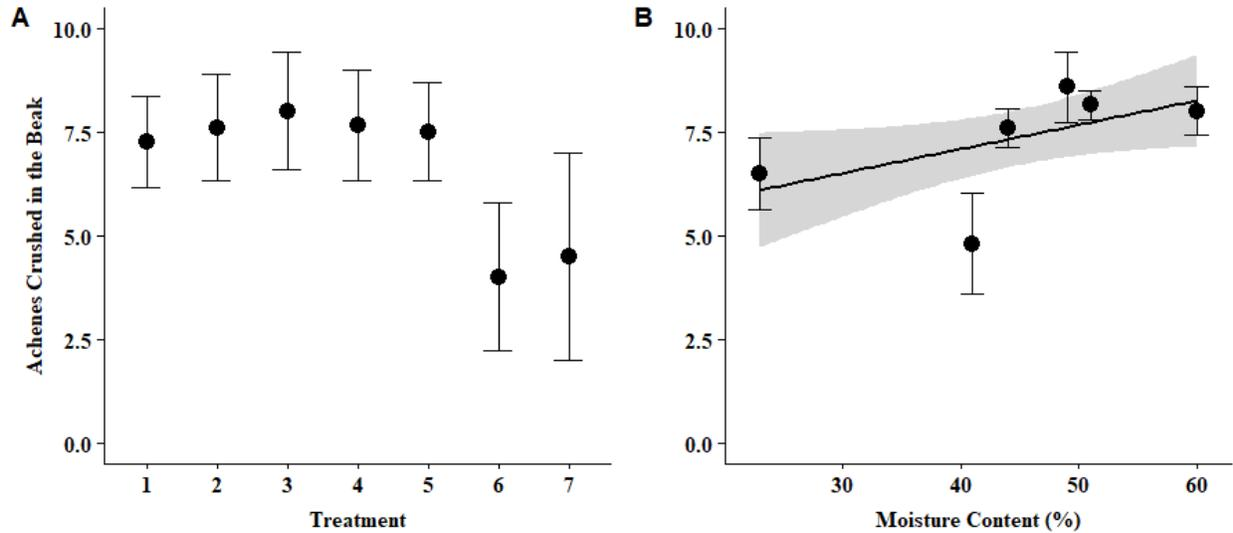 A
Achenes Crushed in the Beak
10.0
7.5
5.0
2.5
0.0
1 2 3 4 5 6 7
Treatment
B
10.0
7.5
5.0
2.5
0.0
30 40 50 60
Moisture Content (%)